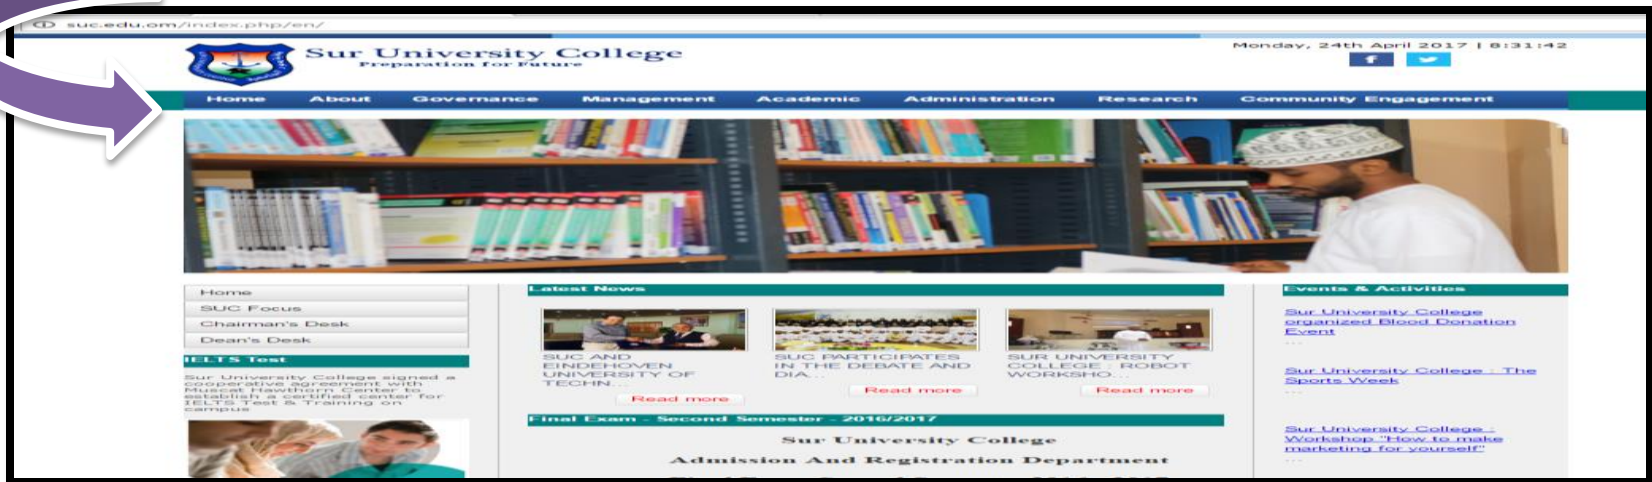 suc.edu.om/index.php/en/
Sur University College
Preparation for Future
Monday, 24th April 2017 | 8:31:42
Home About Governance Management Academic Administration Research Community Engagement
Home
SUC Focus
Chairman's Desk
Dean's Desk
IELTS Test
Sur University College signed a
cooperative agreement with
Muscat Hawthorn Center to
establish a certified center for
IELTS Test & Training on
campus
Latest News
SUC AND
EINDEHOVEN
UNIVERSITY OF
TECHN...
Read more
SUC PARTICIPATES
IN THE DEBATE AND
DIA...
Read more
SUR UNIVERSITY
COLLEGE : ROBOT
WORKSHO...
Read more
Final Exam - Second Semester - 2016/2017
Sur University College
Admission And Registration Department
Events & Activities
Sur University College
organized Blood Donation
Event
...
Sur University College : The
Sports Week
...
Sur University College :
Workshop "How to make
marketing for yourself"
...